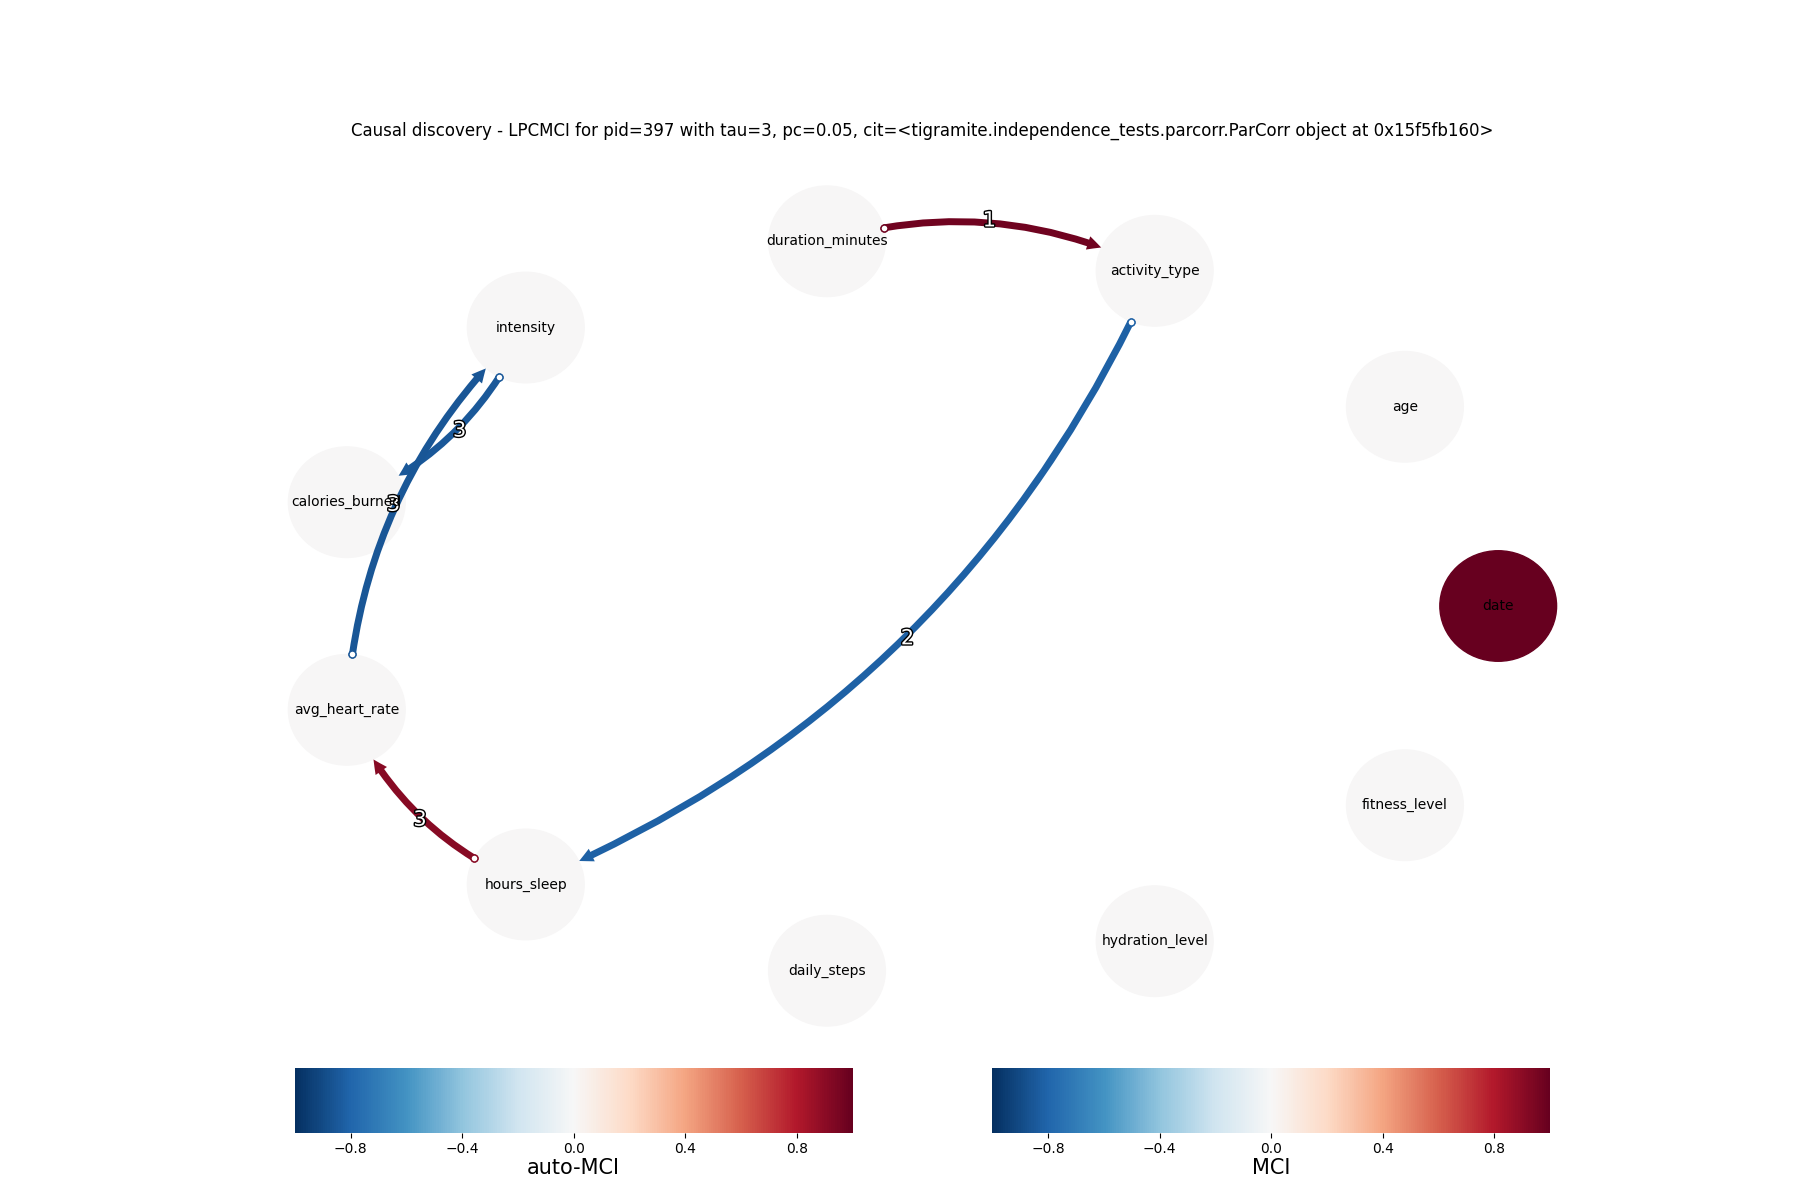 Causal discovery - LPCMCI for pid=397 with tau=3, pc=0.05, cit=<tigramite.independence_tests.parcorr.ParCorr object at 0x15f5fb160>
duration_minutes
1
activity_type
intensity
age
3
calories_burned
3
date
2
avg_heart_rate
fitness_level
3
hours_sleep
hydration_level
daily_steps
−0.8 −0.4 0.0 0.4 0.8
auto-MCI
−0.8 −0.4 0.0 0.4 0.8
MCI